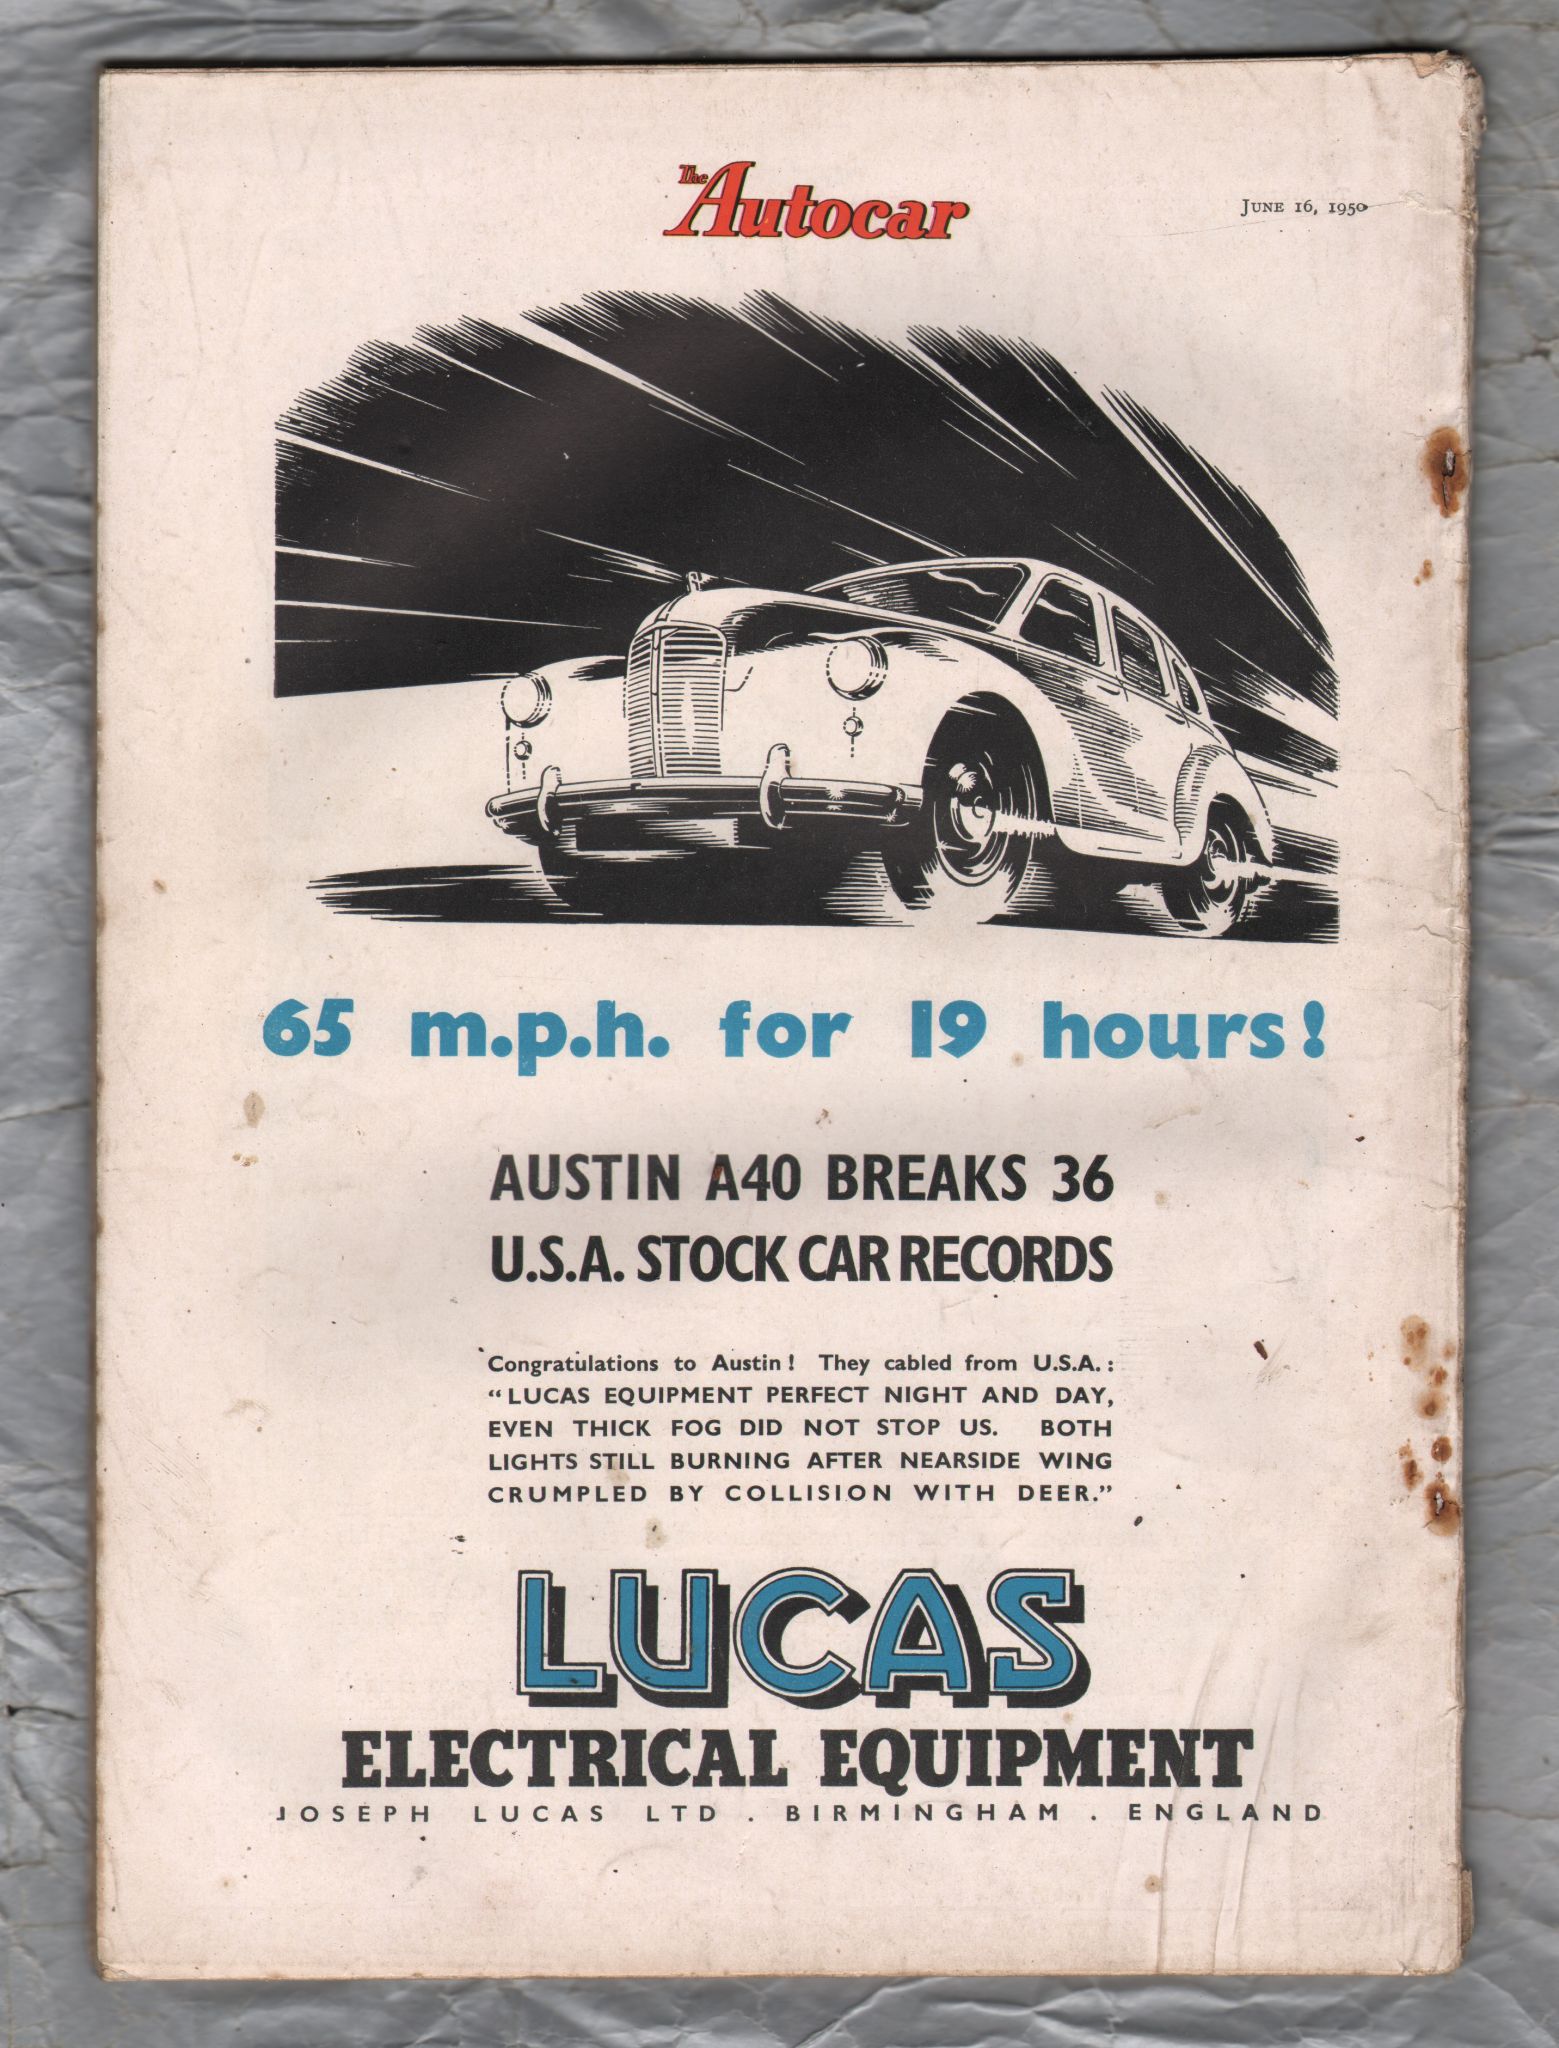 The Autocar
JUNE 16, 1950
65 m.p.h. for 19 hours!
AUSTIN A40 BREAKS 36
U.S.A. STOCK CAR RECORDS
Congratulations to Austin! They cabled from U.S.A.:
“LUCAS EQUIPMENT PERFECT NIGHT AND DAY,
EVEN THICK FOG DID NOT STOP US. BOTH
LIGHTS STILL BURNING AFTER NEARSIDE WING
CRUMPLED BY COLLISION WITH DEER.”
LUCAS
ELECTRICAL EQUIPMENT
JOSEPH LUCAS LTD . BIRMINGHAM . ENGLAND